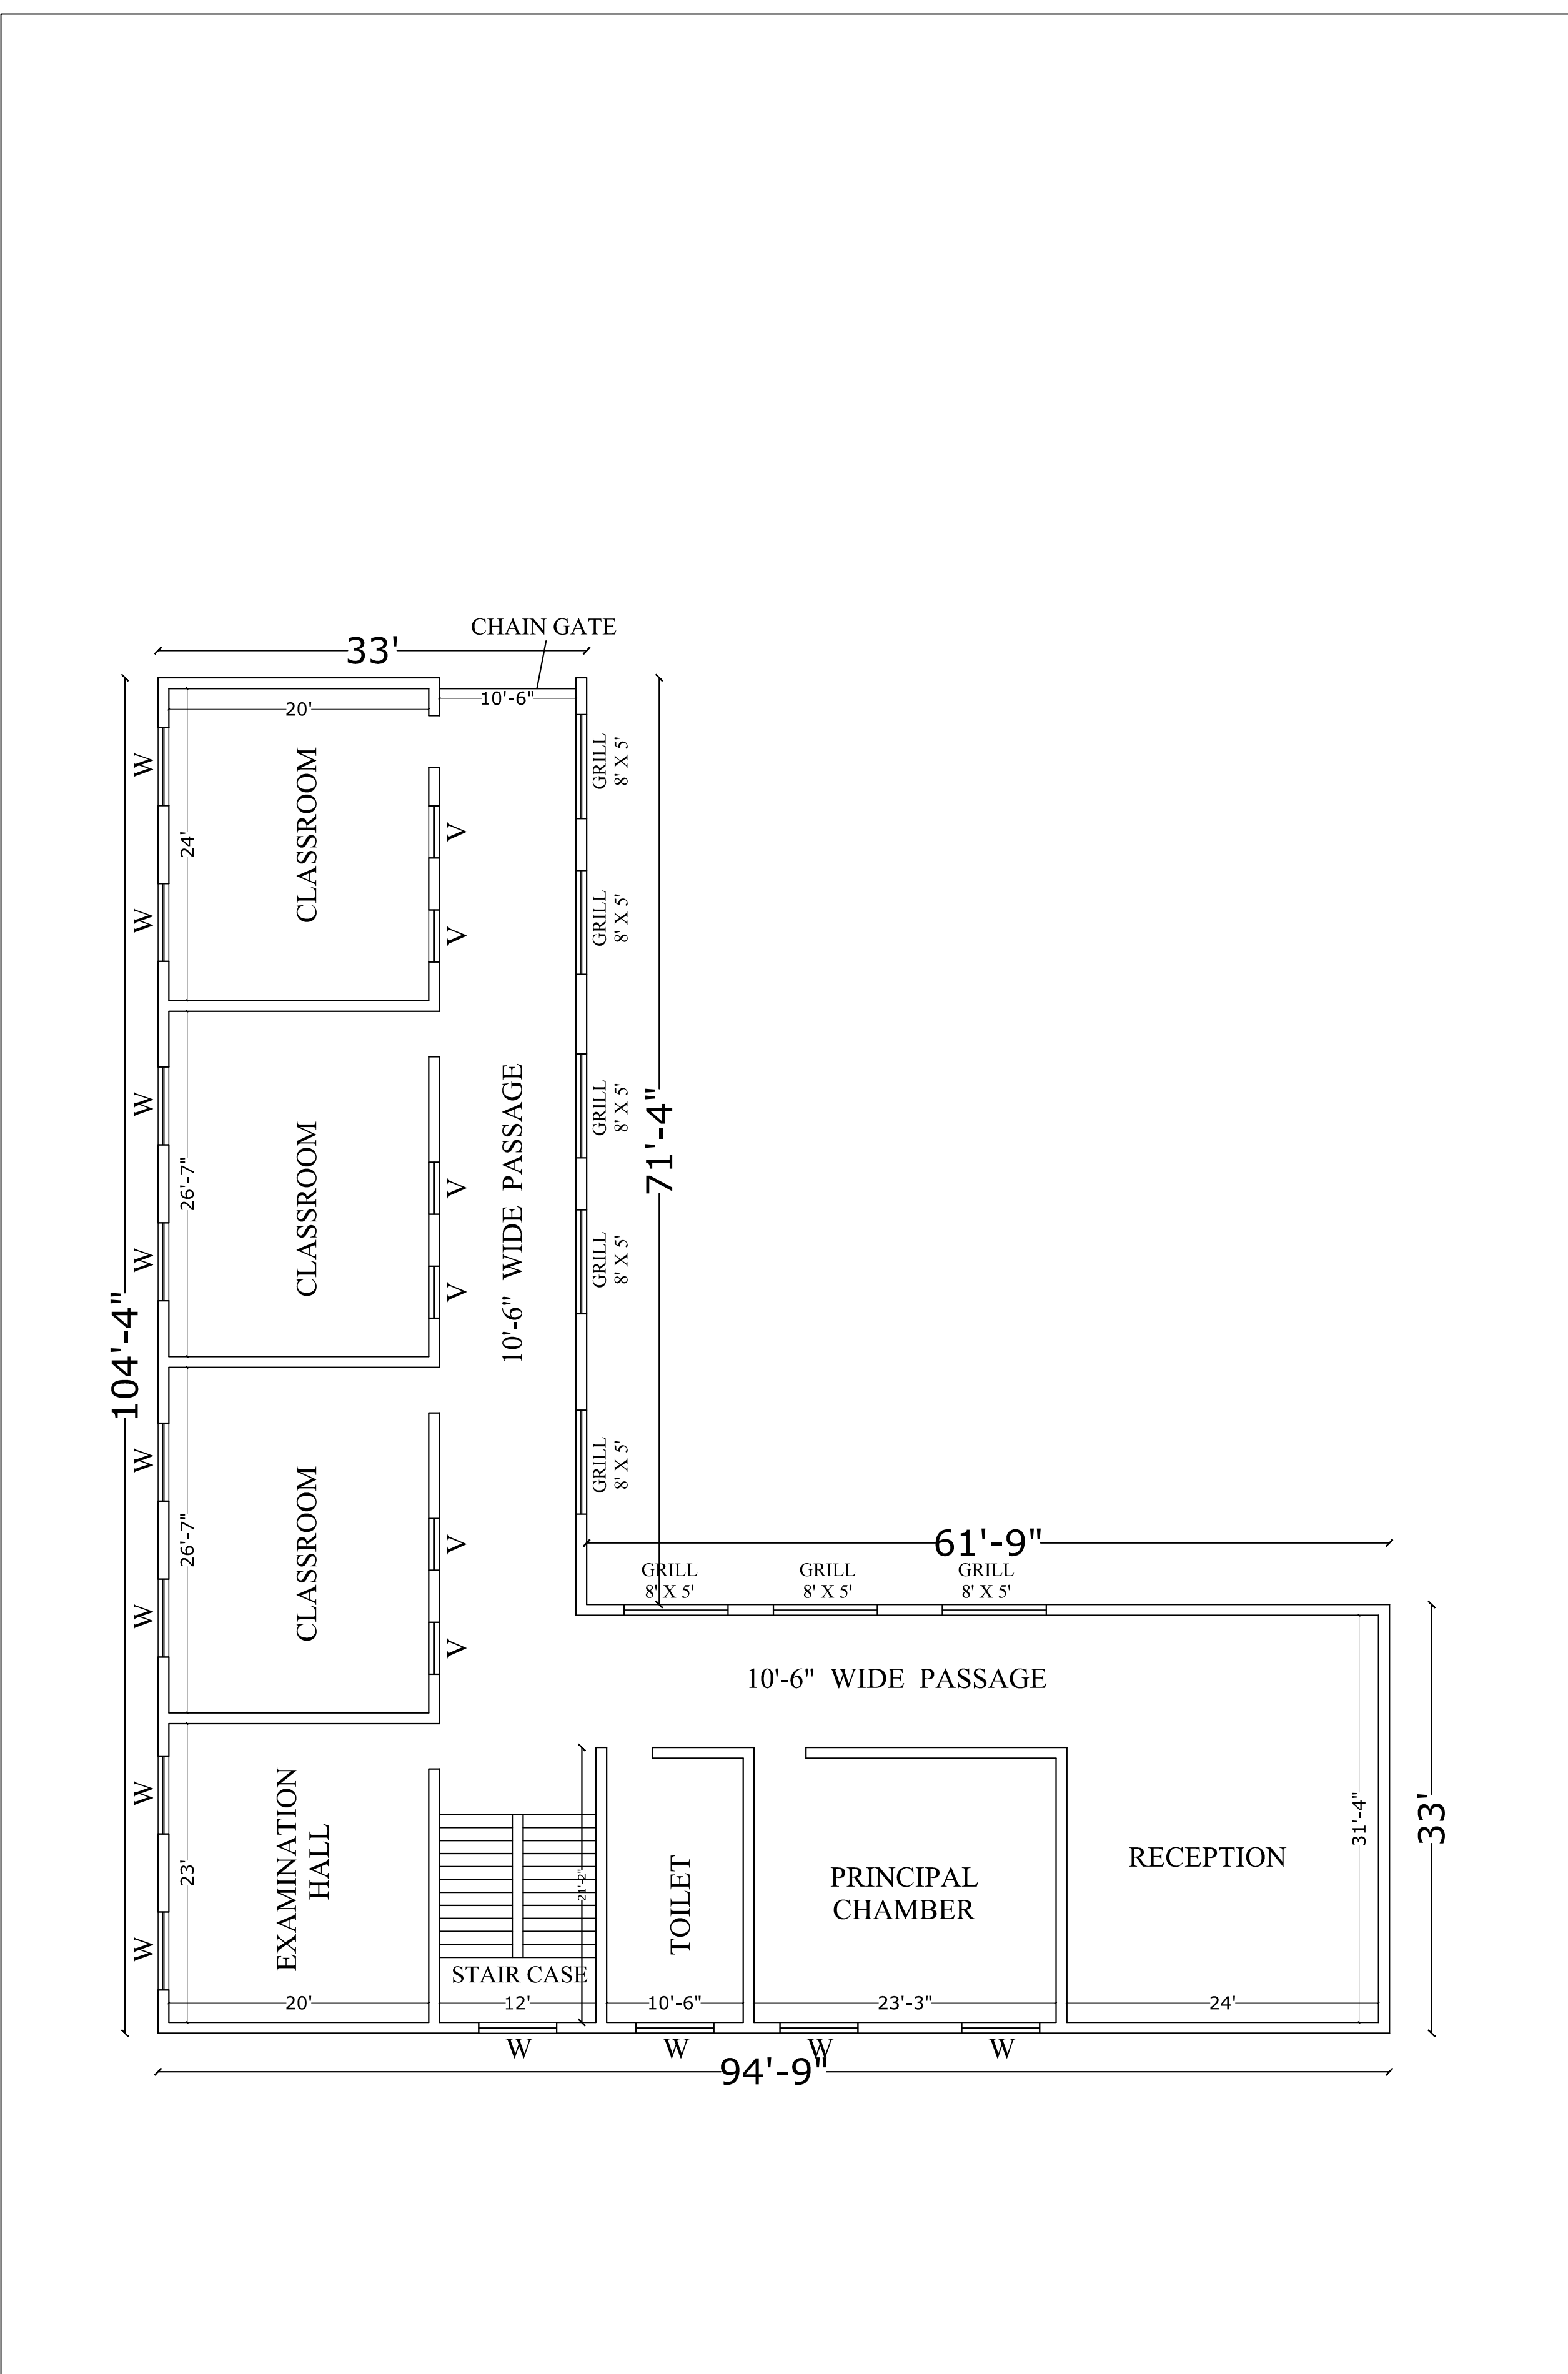 CHAIN GATE
33'
10'-6"
20'
W
CLASSROOM
24'
V
W
V
GRILL
8' X 5'
GRILL
8' X 5'
W
CLASSROOM
26'-7"
V
W
V
10'-6" WIDE PASSAGE
GRILL
8' X 5'
71'-4"
GRILL
8' X 5'
104'-4"
W
CLASSROOM
26'-7"
V
W
V
GRILL
8' X 5'
61'-9"
GRILL
8' X 5'
GRILL
8' X 5'
GRILL
8' X 5'
10'-6" WIDE PASSAGE
W
EXAMINATION
HALL
23'
W
20'
21'-2"
STAIR CASE
12'
TOILET
10'-6"
PRINCIPAL
CHAMBER
23'-3"
RECEPTION
24'
31'-4"
33'
W
W
W
W
94'-9"